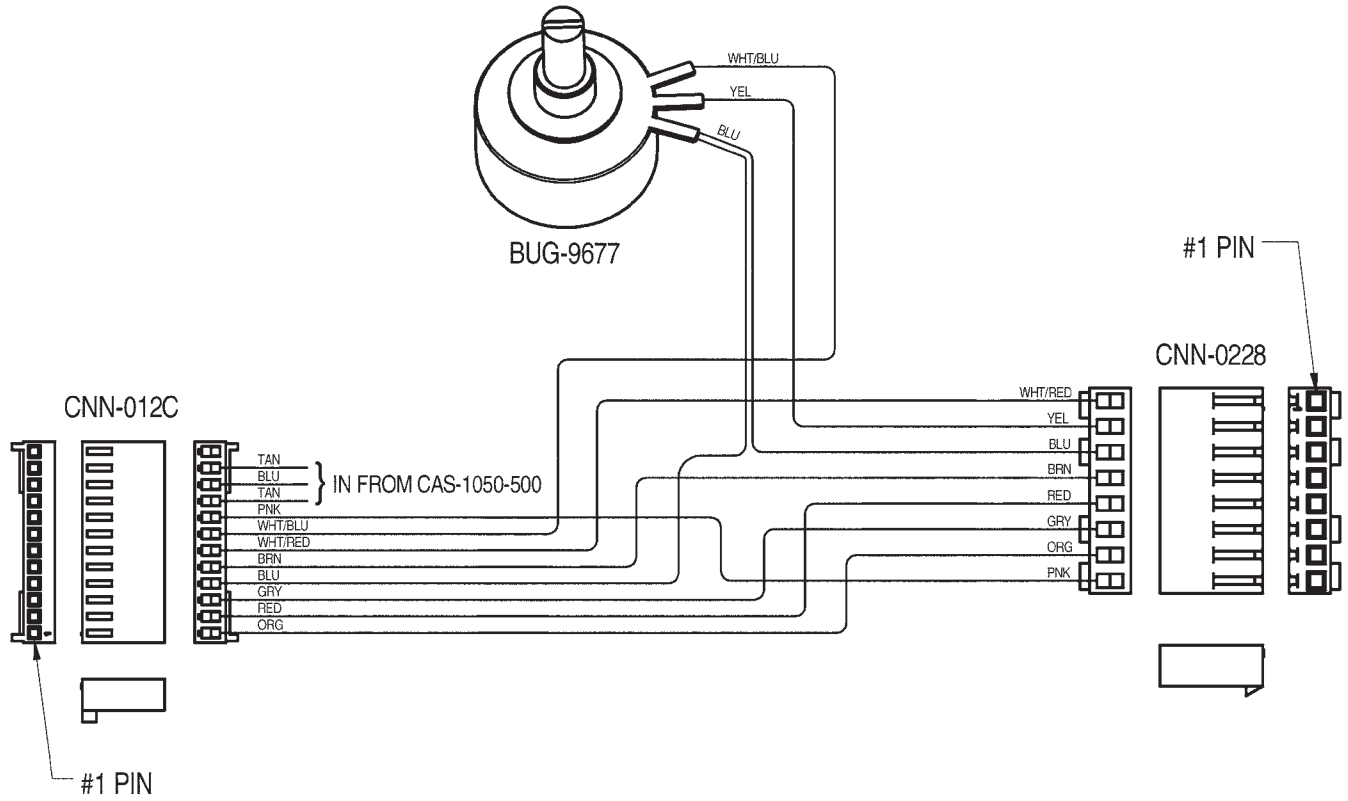 WHT/BLU
YEL
BLU
BUG-9677
#1 PIN
CNN-0228
CNN-012C
WHT/RED
YEL
BLU
BRN
RED
GRY
ORG
PNK
TAN
BLU
TAN
IN FROM CAS-1050-500
PNK
WHT/BLU
WHT/RED
BRN
BLU
GRY
RED
ORG
#1 PIN